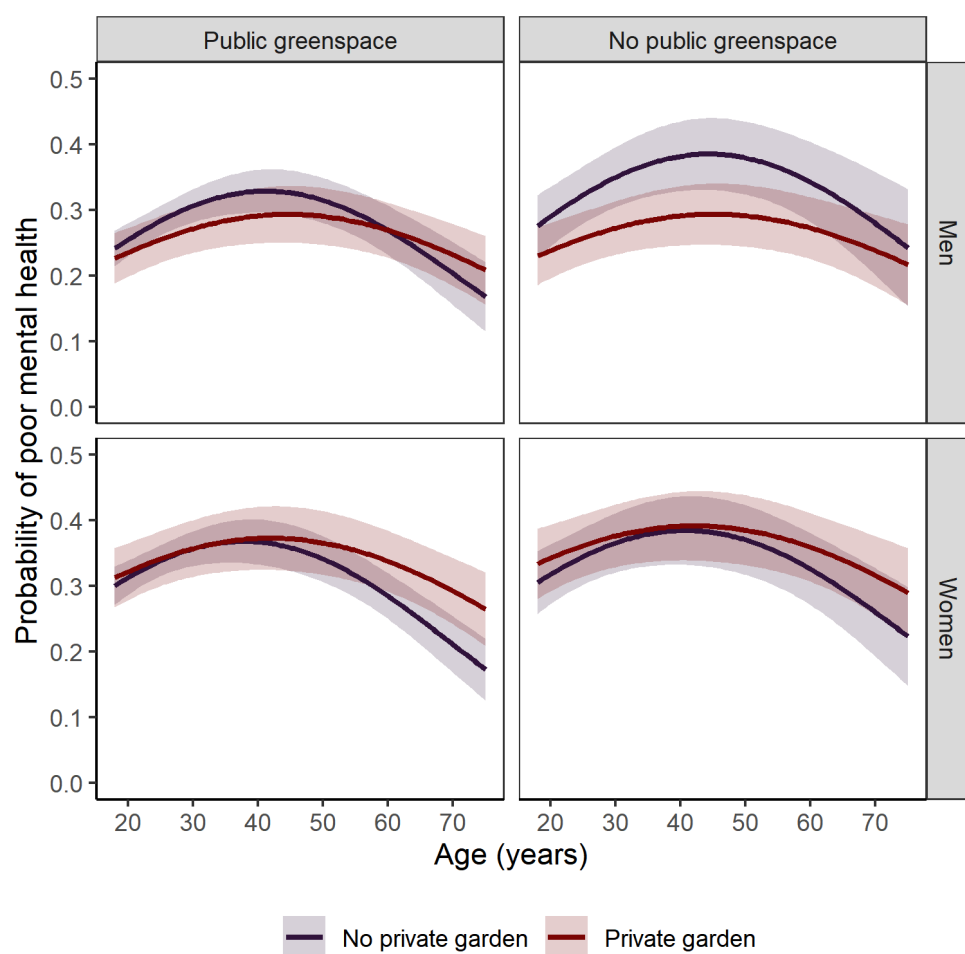 Public greenspace
No public greenspace
0.5
0.4
0.3
0.2
0.1
0.0
Men
0.5
0.4
0.3
0.2
0.1
0.0
Women
Probability of poor mental health
20 30 40 50 60 70
20 30 40 50 60 70
Age (years)
No private garden
Private garden